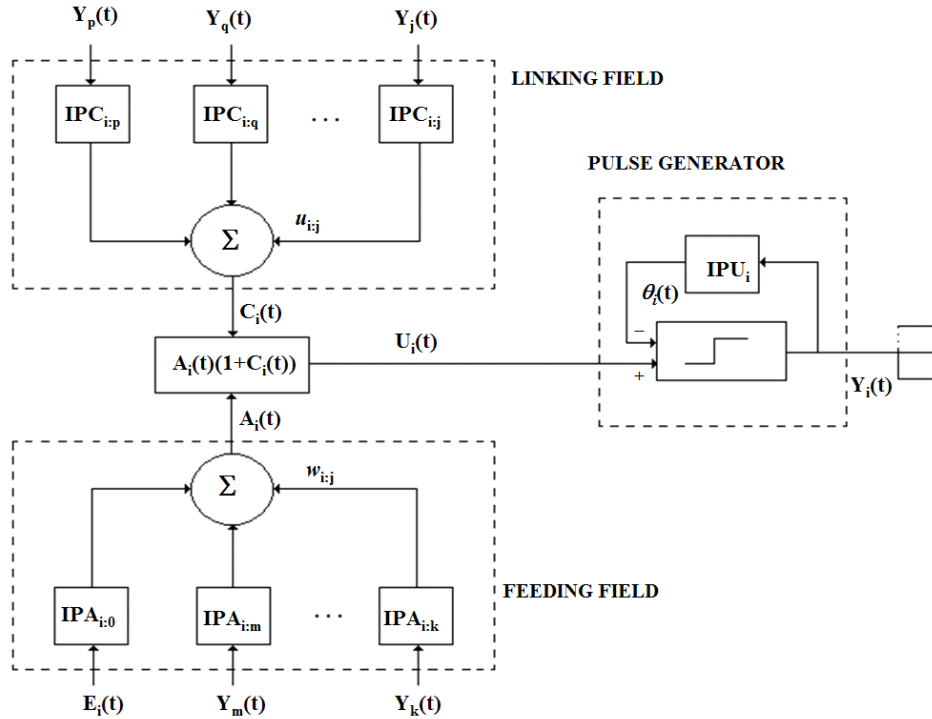 Yp(t) Yq(t) Yj(t)
LINKING FIELD
IPCi:p IPCi:q ... IPCi:j
PULSE GENERATOR
Σ ui:j
IPUi
θi(t)
Ci(t)
Ai(t)(1+Ci(t)) Ui(t) − +
Yi(t)
Ai(t)
Σ wi:j
FEEDING FIELD
IPAi:0 IPAi:m ... IPAi:k
Ei(t) Ym(t) Yk(t)